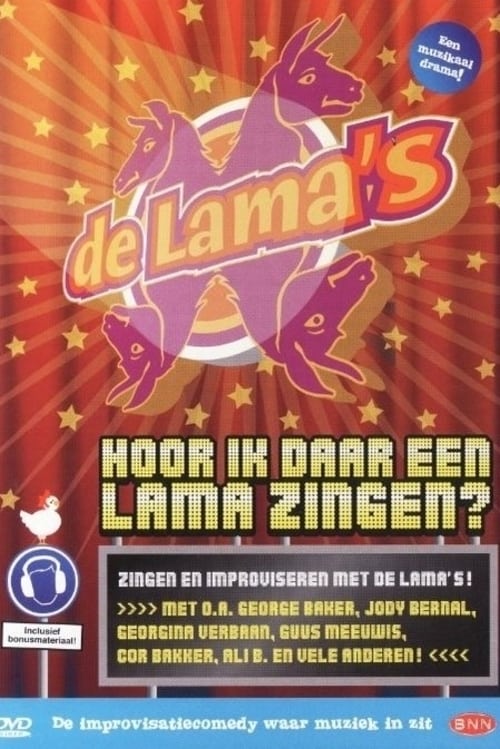 Een
muzikaal
drama!
de Lama's
HOOR IK DAAR EEN
LAMA ZINGEN?
ZINGEN EN IMPROVISEREN MET DE LAMA'S!
>>>> MET O.A. GEORGE BAKER, JODY BERNAL,
GEORGINA VERBAAN, GUUS MEEUWIS,
COR BAKKER, ALI B. EN VELE ANDEREN! <<<<
Inclusief
bonusmateriaal!
DVD
VIDEO
De improvisatiecomedy waar muziek in zit
BNN